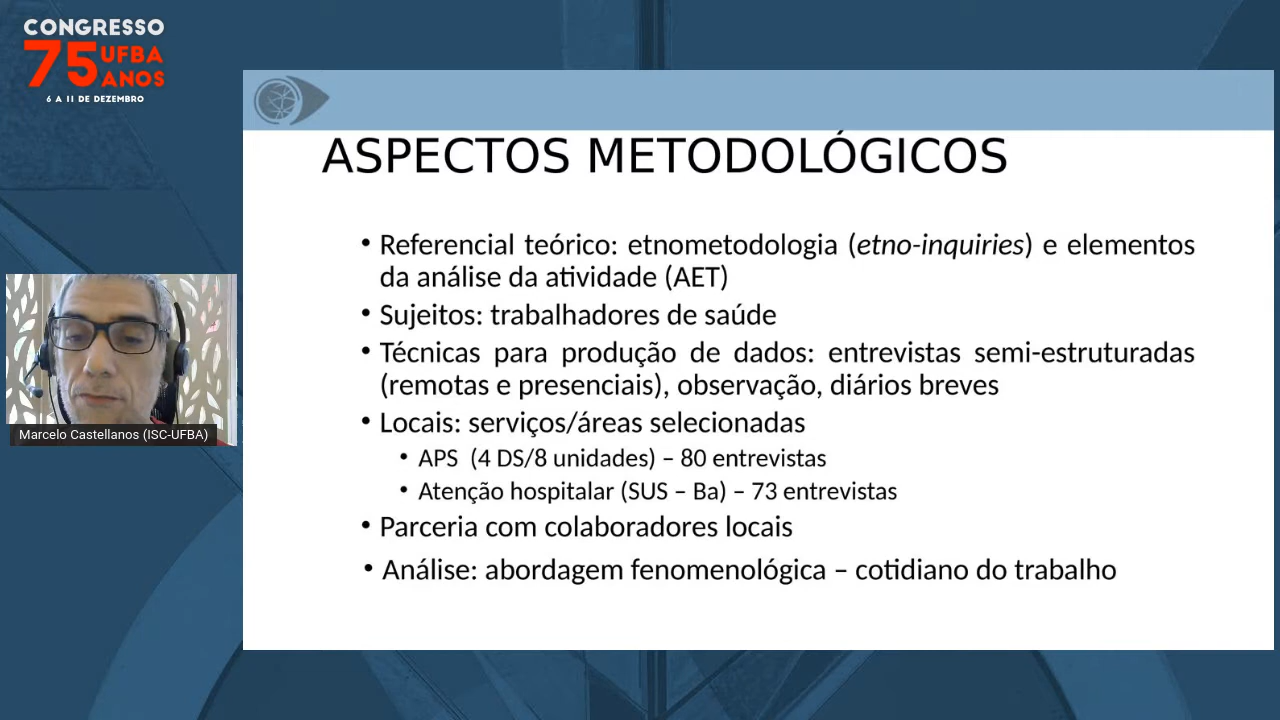 CONGRESSO
75 UFBA
ANOS
6 A 11 DE DEZEMBRO
ASPECTOS METODOLÓGICOS
• Referencial teórico: etnometodologia (etno-inquiries) e elementos
da análise da atividade (AET)
• Sujeitos: trabalhadores de saúde
• Técnicas para produção de dados: entrevistas semi-estruturadas
(remotas e presenciais), observação, diários breves
• Locais: serviços/áreas selecionadas
• APS (4 DS/8 unidades) – 80 entrevistas
• Atenção hospitalar (SUS – Ba) – 73 entrevistas
• Parceria com colaboradores locais
• Análise: abordagem fenomenológica – cotidiano do trabalho
Marcelo Castellanos (ISC-UFBA)